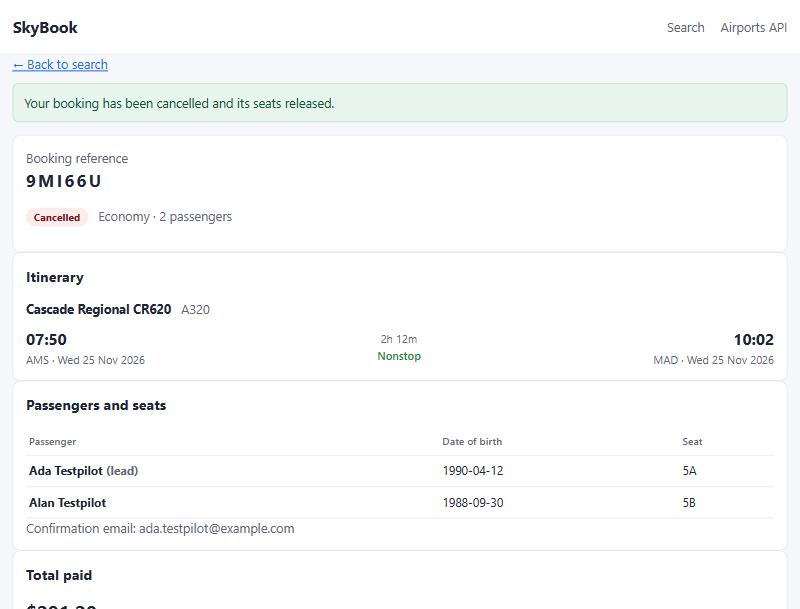 SkyBook
Search Airports API
← Back to search
Your booking has been cancelled and its seats released.
Booking reference
9MI66U
Cancelled Economy · 2 passengers
Itinerary
Cascade Regional CR620 A320
07:50 2h 12m 10:02
AMS · Wed 25 Nov 2026 Nonstop MAD · Wed 25 Nov 2026
Passengers and seats
Passenger Date of birth Seat
Ada Testpilot (lead) 1990-04-12 5A
Alan Testpilot 1988-09-30 5B
Confirmation email: ada.testpilot@example.com
Total paid